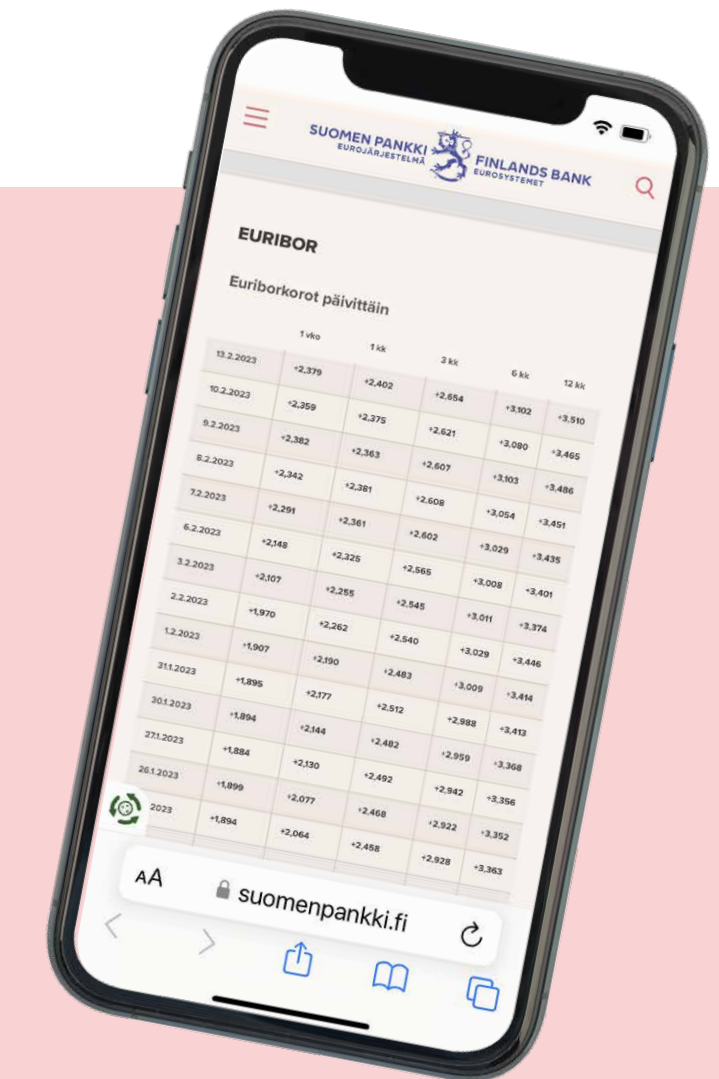 SUOMEN PANKKI
EUROJÄRJESTELMÄ
FINLANDS BANK
EUROSYSTEMET
EURIBOR
Euriborkorot päivittäin
1 vko 1 kk 3 kk 6 kk 12 kk
13.2.2023 +2,379 +2,402 +2,654 +3,102 +3,510
10.2.2023 +2,359 +2,375 +2,621 +3,080 +3,465
9.2.2023 +2,382 +2,363 +2,607 +3,103 +3,486
8.2.2023 +2,342 +2,381 +2,608 +3,054 +3,451
7.2.2023 +2,291 +2,361 +2,602 +3,029 +3,435
6.2.2023 +2,148 +2,325 +2,565 +3,008 +3,401
3.2.2023 +2,107 +2,255 +2,545 +3,011 +3,374
2.2.2023 +1,970 +2,262 +2,540 +3,029 +3,446
1.2.2023 +1,907 +2,190 +2,483 +3,009 +3,414
31.1.2023 +1,895 +2,177 +2,512 +2,988 +3,413
30.1.2023 +1,894 +2,144 +2,482 +2,959 +3,368
27.1.2023 +1,884 +2,130 +2,492 +2,942 +3,356
26.1.2023 +1,899 +2,077 +2,468 +2,922 +3,352
2023 +1,894 +2,064 +2,458 +2,928 +3,363
AA suomenpankki.fi